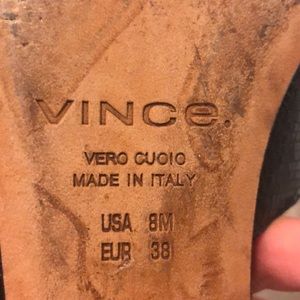 VINCe.
VERO CUOIO
MADE IN ITALY
USA 8M
EUR 38